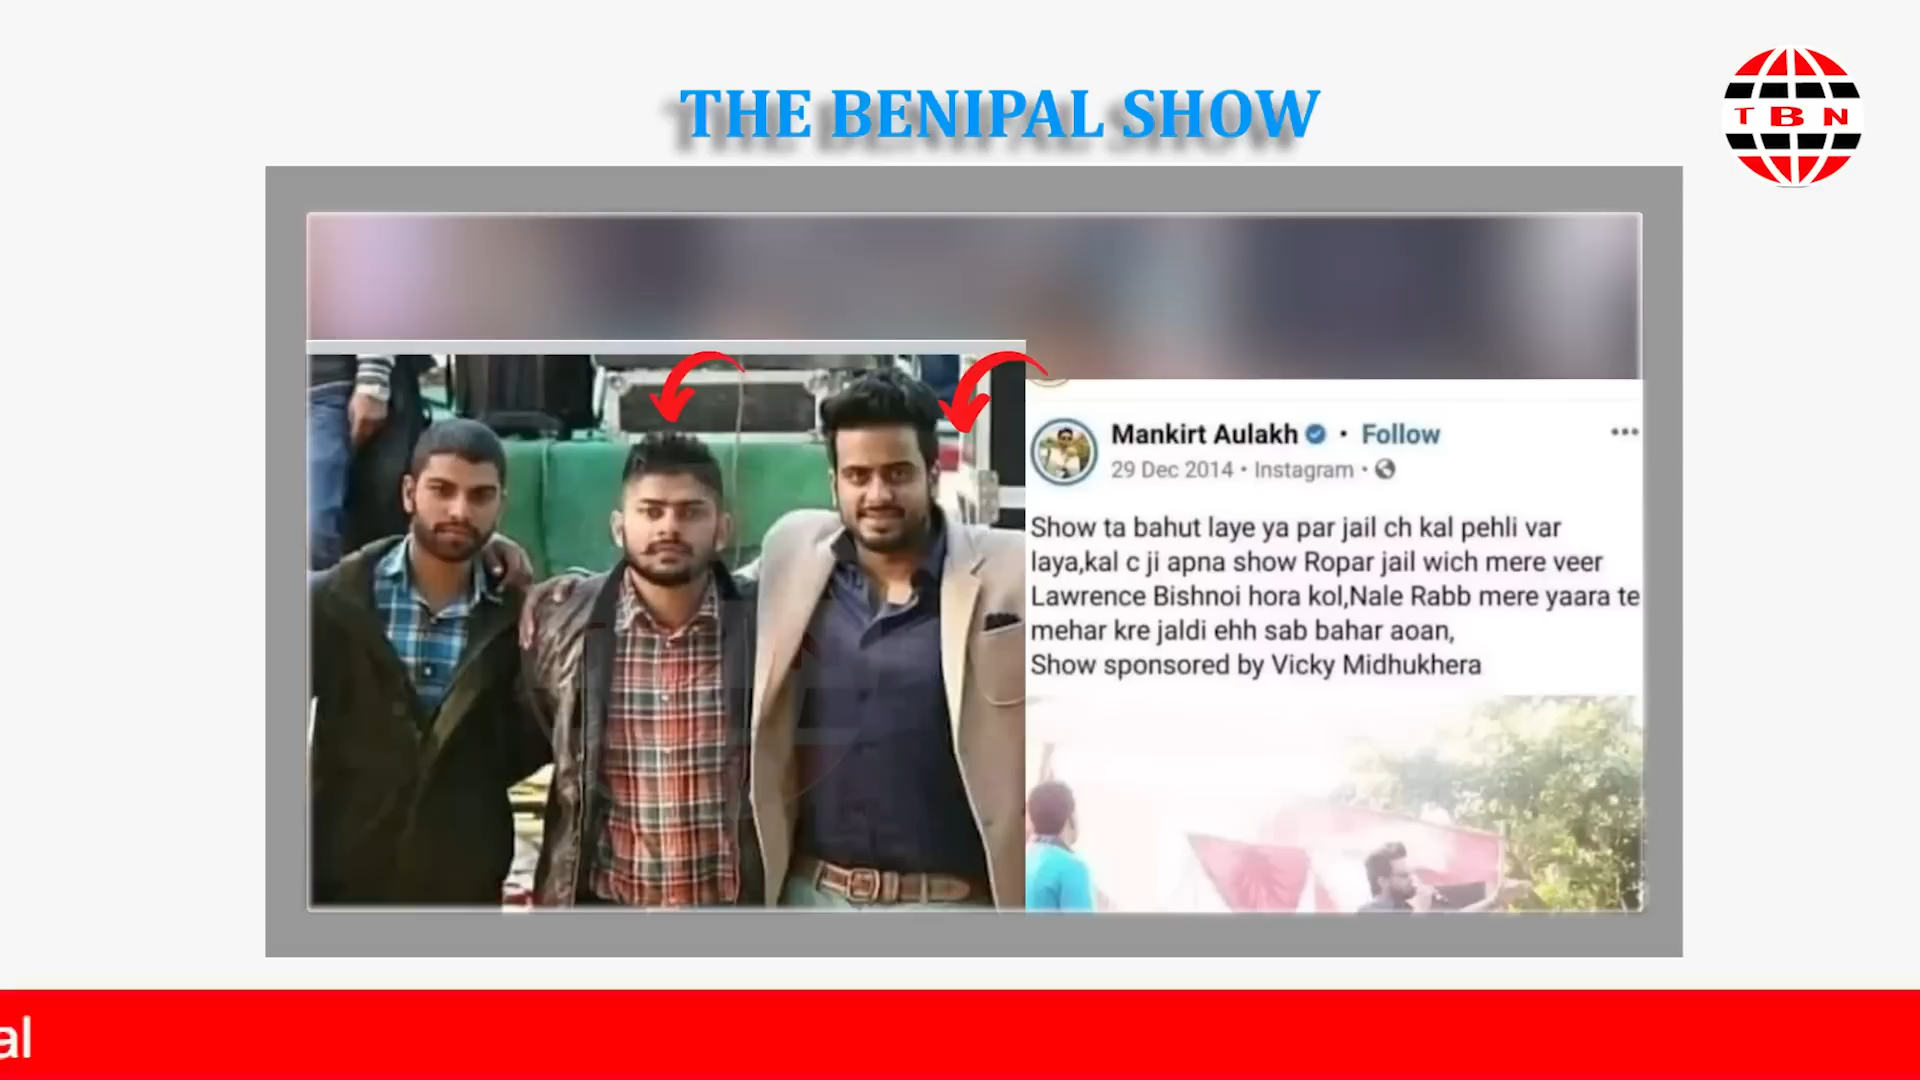 THE BENIPAL SHOW
TBN
Mankirt Aulakh • Follow
29 Dec 2014 • Instagram •
Show ta bahut laye ya par jail ch kal pehli var
laya,kal c ji apna show Ropar jail wich mere veer
Lawrence Bishnoi hora kol,Nale Rabb mere yaara te
mehar kre jaldi ehh sab bahar aoan,
Show sponsored by Vicky Midhukhera
al